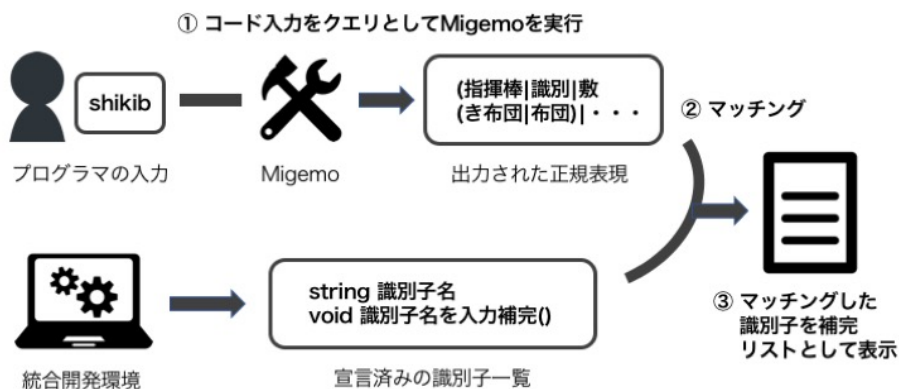 ① コード入力をクエリとしてMigemoを実行
shikib
(指揮棒|識別|敷
(き布団|布団)|・・・
② マッチング
プログラマの入力
Migemo
出力された正規表現
string 識別子名
void 識別子名を入力補完()
③ マッチングした
識別子を補完
リストとして表示
統合開発環境
宣言済みの識別子一覧